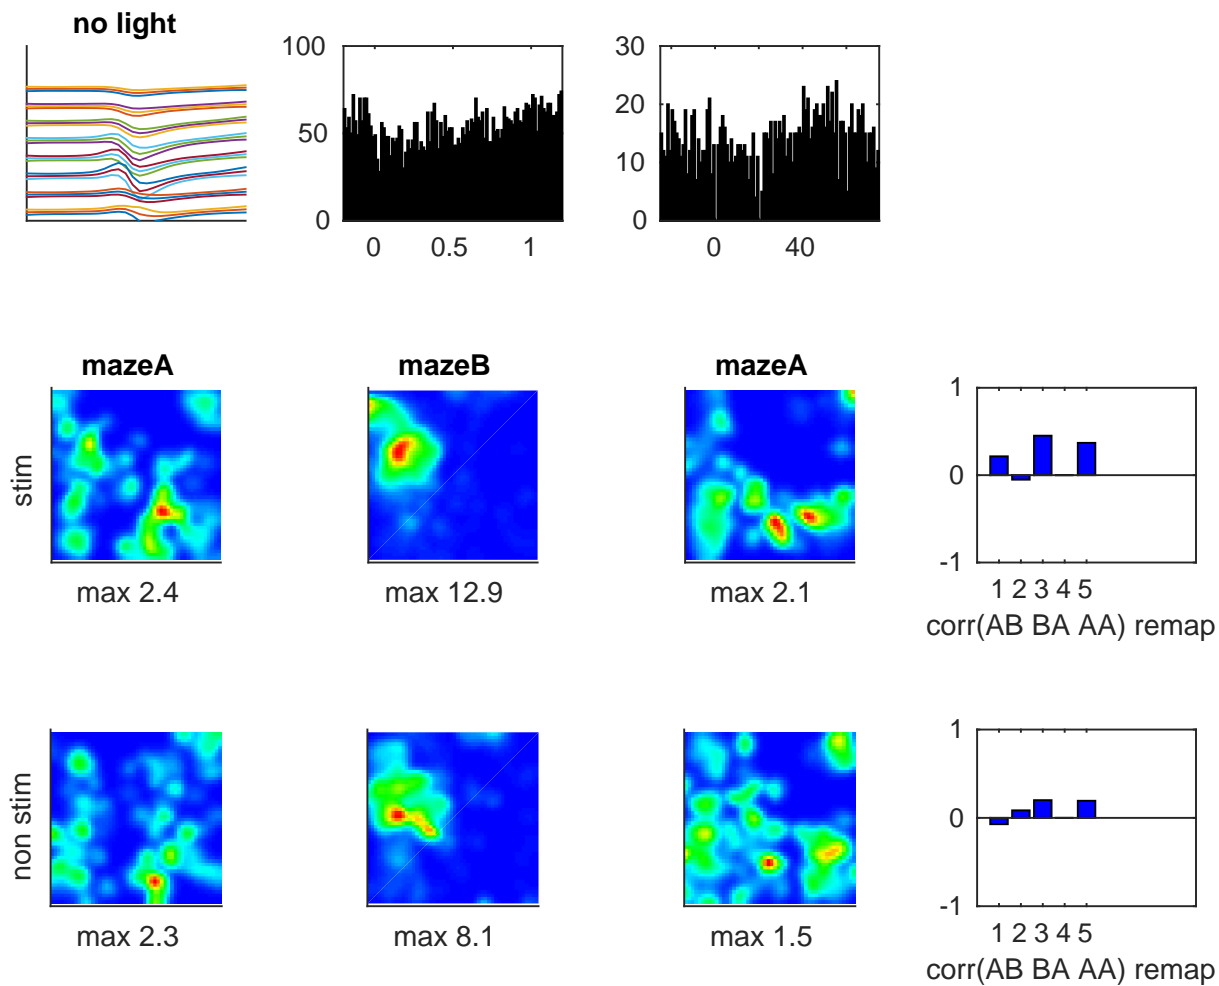 no light
100
50
0
0 0.5 1
30
20
10
0
0 40
mazeA mazeB mazeA
stim
max 2.4 max 12.9 max 2.1
1
0
-1
1 2 3 4 5
corr(AB BA AA) remap
non stim
max 2.3 max 8.1 max 1.5
1
0
-1
1 2 3 4 5
corr(AB BA AA) remap